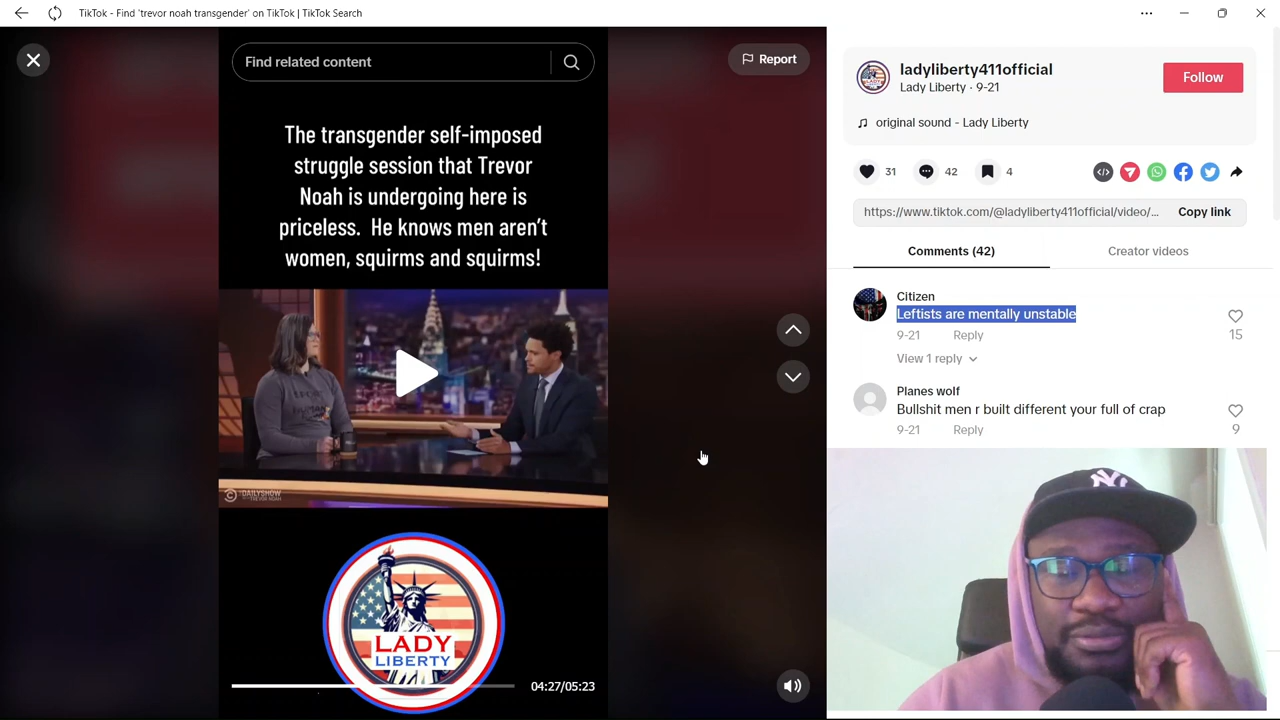 TikTok - Find 'trevor noah transgender' on TikTok | TikTok Search
Find related content
Report
The transgender self-imposed
struggle session that Trevor
Noah is undergoing here is
priceless. He knows men aren't
women, squirms and squirms!
THE DAILY SHOW
LADY
LIBERTY
04:27/05:23
ladyliberty411official
Lady Liberty · 9-21
Follow
original sound - Lady Liberty
31
42
4
https://www.tiktok.com/@ladyliberty411official/video/...
Copy link
Comments (42)
Creator videos
Citizen
Leftists are mentally unstable
15
9-21 Reply
View 1 reply
Planes wolf
Bullshit men r built different your full of crap
9
9-21 Reply
NY